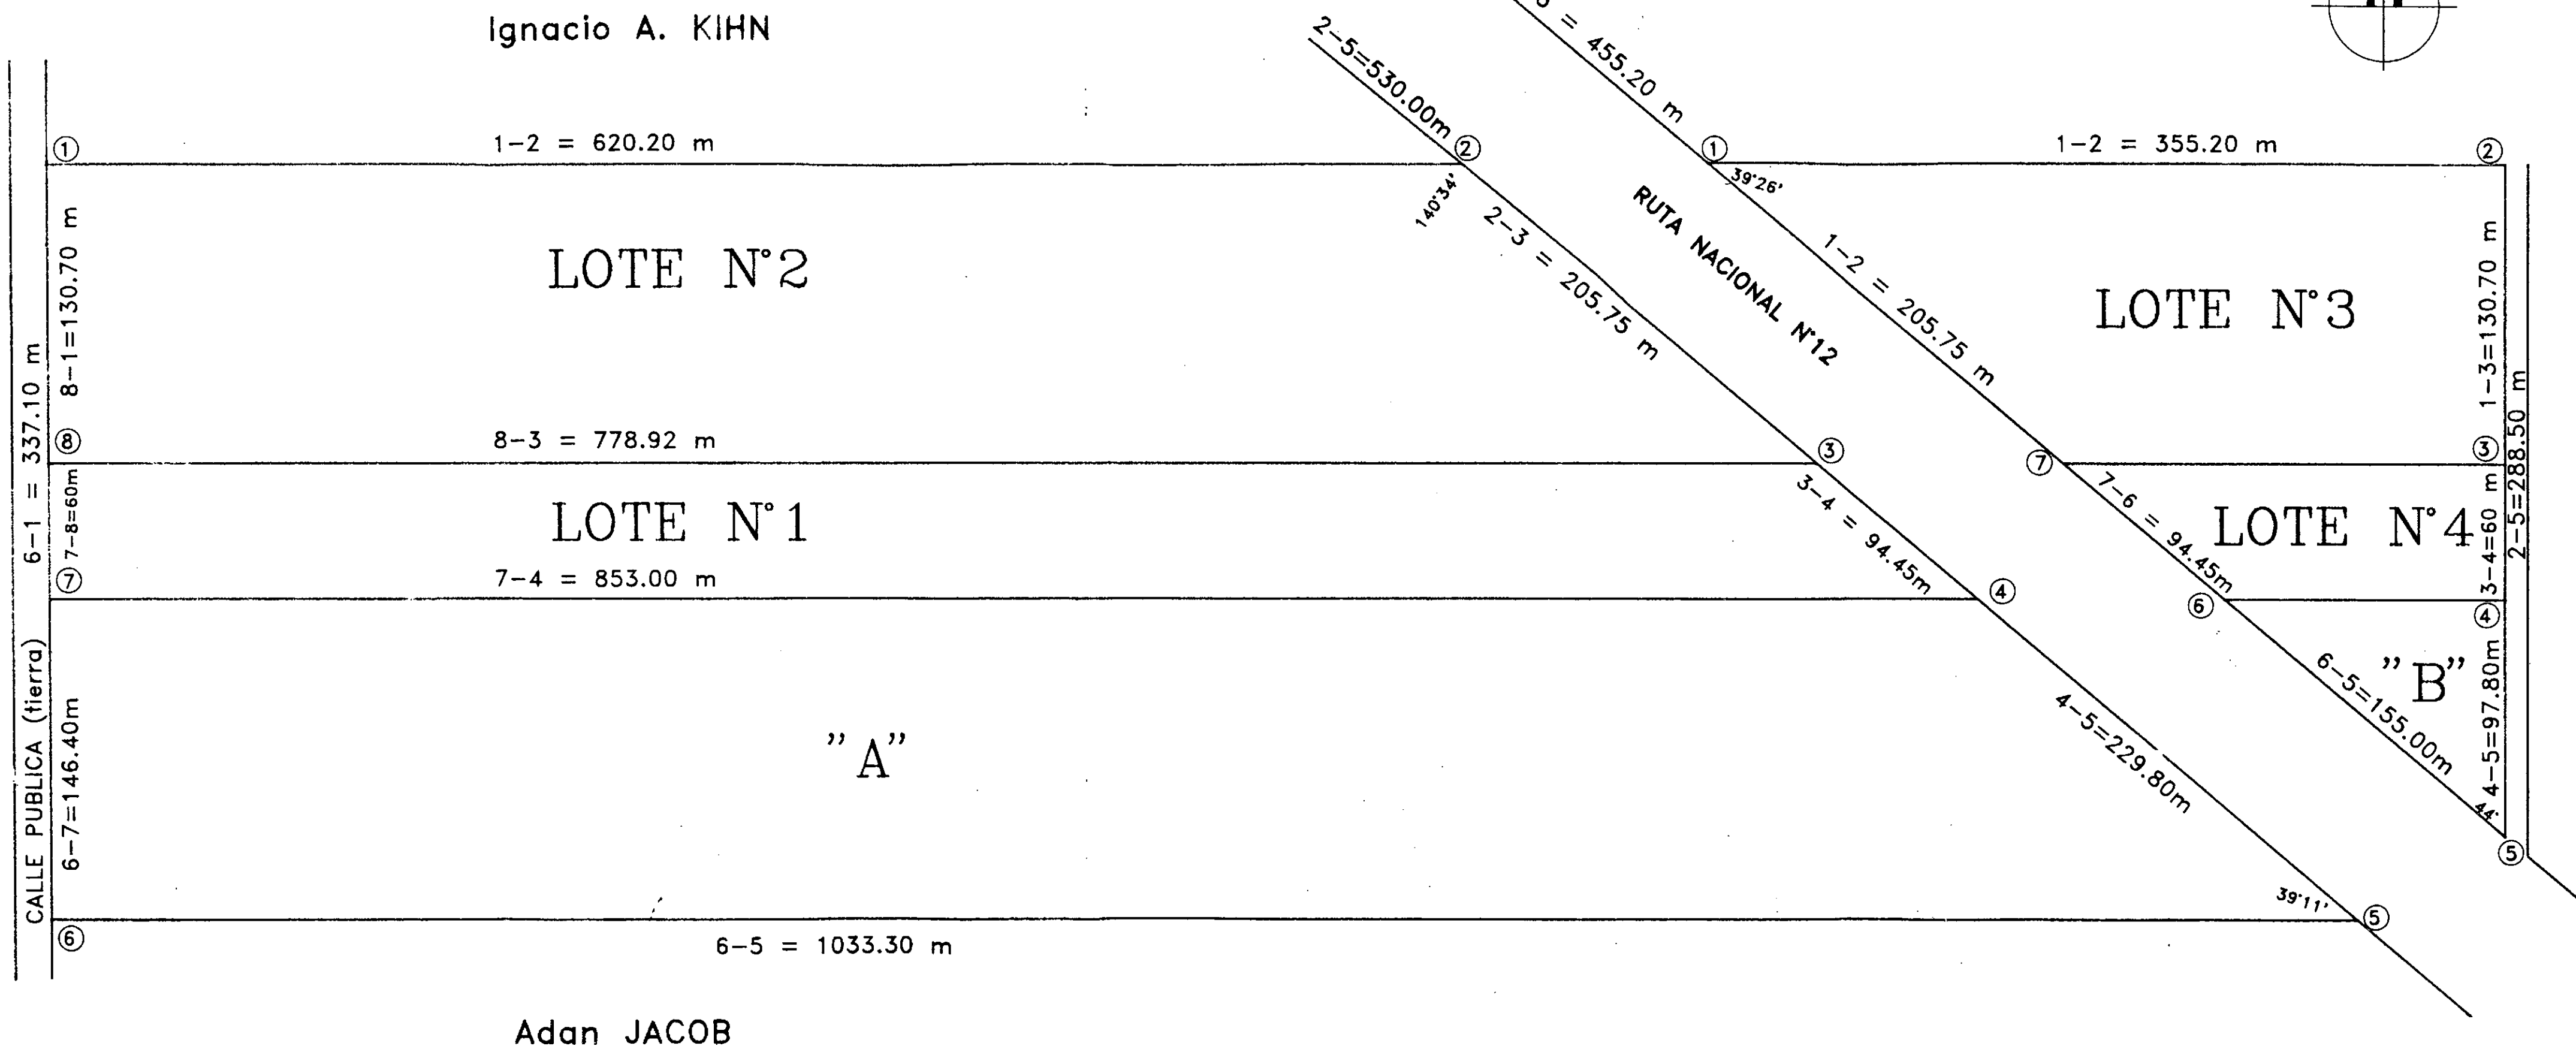 Ignacio A. KIHN
2-5=530.00m
= 455.20 m
1
1-2 = 620.20 m
2
1
1-2 = 355.20 m
2
140°34'
39°26'
8-1=130.70 m
LOTE N°2
2-3 = 205.75 m
RUTA NACIONAL N°12
1-2 = 205.75 m
LOTE N°3
1-3=130.70 m
2-5=288.50 m
6-1 = 337.10 m
8
8-3 = 778.92 m
3
7
3
7-8=60m
LOTE N°1
3-4 = 94.45m
7-6 = 94.45m
LOTE N°4
3-4=60 m
7
7-4 = 853.00 m
4
6
4
CALLE PUBLICA (tierra)
6-7=146.40m
"A"
4-5=229.80m
6-5=155.00m
"B"
4-5=97.80m
44'
5
39°11'
6
6-5 = 1033.30 m
5
Adan JACOB